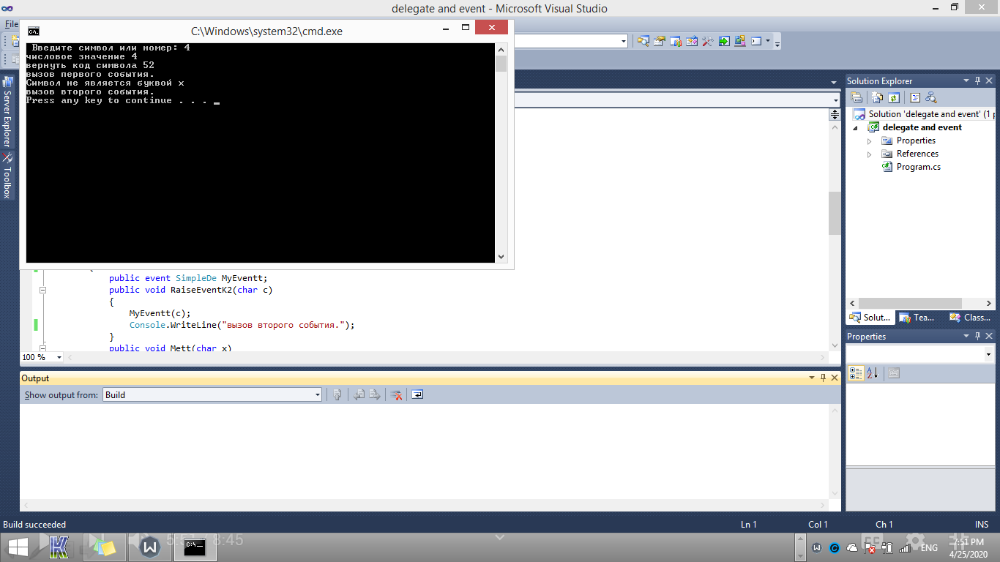 delegate and event - Microsoft Visual Studio
File
C:\Windows\system32\cmd.exe
Введите символ или номер: 4
числовое значение 4
вернуть код символа 52
вызов первого события.
Символ не является буквой x
вызов второго события.
Press any key to continue . . . _
Server Explorer
Toolbox
{
public event SimpleDe MyEventt;
public void RaiseEventK2(char c)
{
MyEventt(c);
Console.WriteLine("вызов второго события.");
}
public void Mett(char x)
100 %
Solution Explorer
Solution 'delegate and event' (1 p
delegate and event
Properties
References
Program.cs
Solut...
Tea...
Class...
Properties
Output
Show output from:
Build
Build succeeded
Ln 1
Col 1
Ch 1
INS
8:45
ENG
7:51 PM
4/25/2020